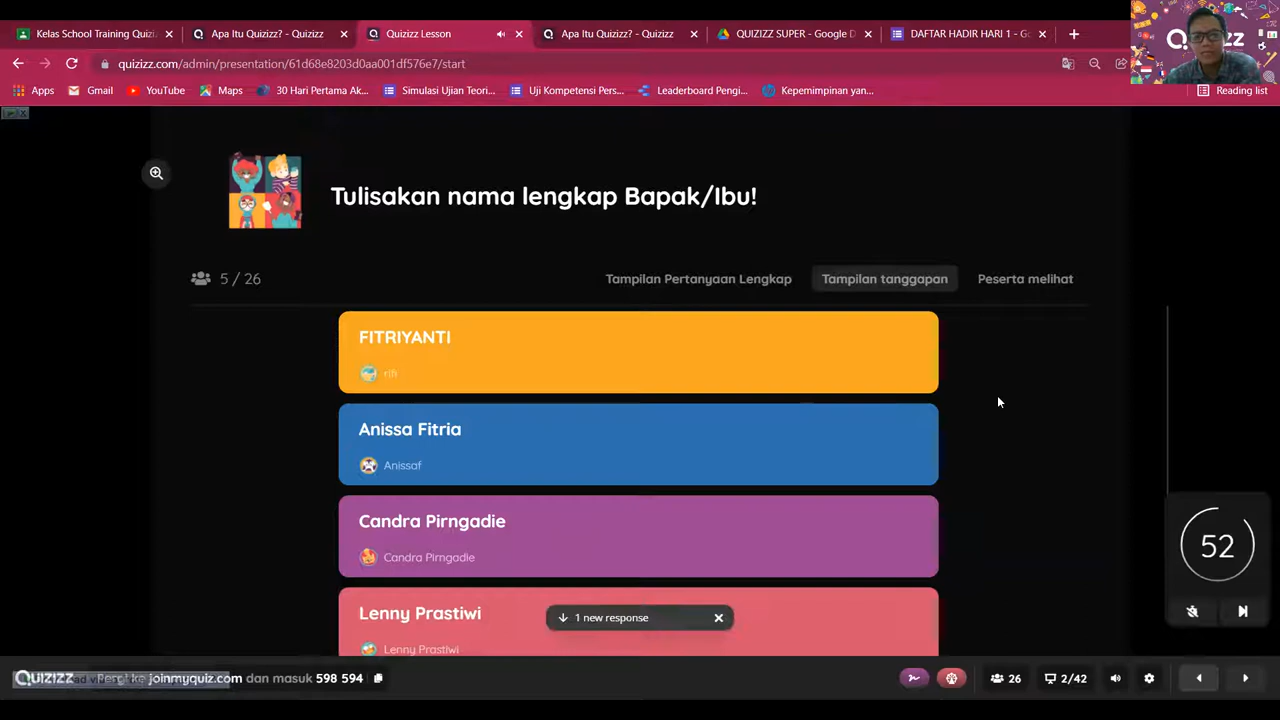 Kelas School Training Quizi
Apa Itu Quizizz? - Quizizz
Quizizz Lesson
Apa Itu Quizizz? - Quizizz
QUIZIZZ SUPER - Google D
DAFTAR HADIR HARI 1 - Go
quizizz.com/admin/presentation/61d68e8203d0aa001df576e7/start
Apps
Gmail
YouTube
Maps
30 Hari Pertama Ak...
Simulasi Ujian Teori...
Uji Kompetensi Pers...
Leaderboard Pengi...
Kepemimpinan yan...
Reading list
Tulisakan nama lengkap Bapak/Ibu!
5 / 26
Tampilan Pertanyaan Lengkap
Tampilan tanggapan
Peserta melihat
FITRIYANTI
Anissa Fitria
Anissaf
Candra Pirngadie
Candra Pirngadie
Lenny Prastiwi
1 new response
Lenny Prastiwi
52
QUIZIZZ
joinmyquiz.com dan masuk 598 594
26
2/42